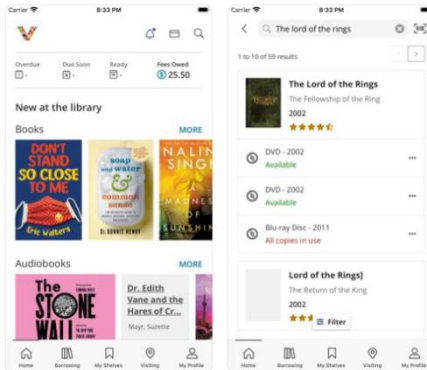 Carrier 8:33 PM
Overdue Due Soon Ready Fees Owed
- - - $ 25.50
New at the library
Books MORE
DON'T
STAND
SO CLOSE
TO ME
Eric Walters
soap
and water
&
common
sense
Dr. BONNIE HENRY
NALIN
SINGH
MADNES
OF
SUNSHIN
Audiobooks MORE
The
STONE
WALL
Dr. Edith
Vane and the
Hares of Cr...
Mayr, Suzette
Home Borrowing My Shelves Visiting My Profile
Carrier 8:33 PM
The lord of the rings
1 to 10 of 59 results
The Lord of the Rings
The Fellowship of the Ring
2002
DVD - 2002
Available
DVD - 2002
Available
Blu-ray Disc - 2011
All copies in use
Lord of the Rings]
The Return of the King
2002
Filter
Home Borrowing My Shelves Visiting My Profile